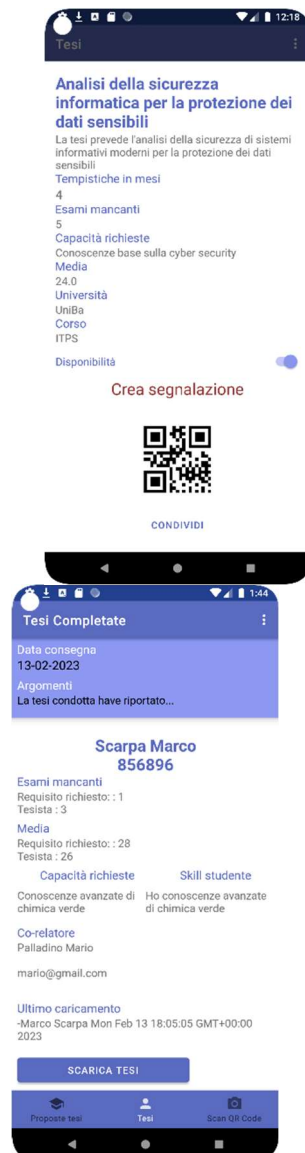 12:18
Tesi
Analisi della sicurezza
informatica per la protezione dei
dati sensibili
La tesi prevede l'analisi della sicurezza di sistemi
informativi moderni per la protezione dei dati
sensibili
Tempistiche in mesi
4
Esami mancanti
5
Capacità richieste
Conoscenze base sulla cyber security
Media
24.0
Università
UniBa
Corso
ITPS
Disponibilità
Crea segnalazione
CONDIVIDI
1:44
Tesi Completate
Data consegna
13-02-2023
Argomenti
La tesi condotta have riportato...
Scarpa Marco
856896
Esami mancanti
Requisito richiesto: : 1
Tesista : 3
Media
Requisito richiesto: : 28
Tesista : 26
Capacità richieste Skill studente
Conoscenze avanzate di Ho conoscenze avanzate
chimica verde di chimica verde
Co-relatore
Palladino Mario
mario@gmail.com
Ultimo caricamento
-Marco Scarpa Mon Feb 13 18:05:05 GMT+00:00
2023
SCARICA TESI
Proposte tesi Tesi Scan QR Code